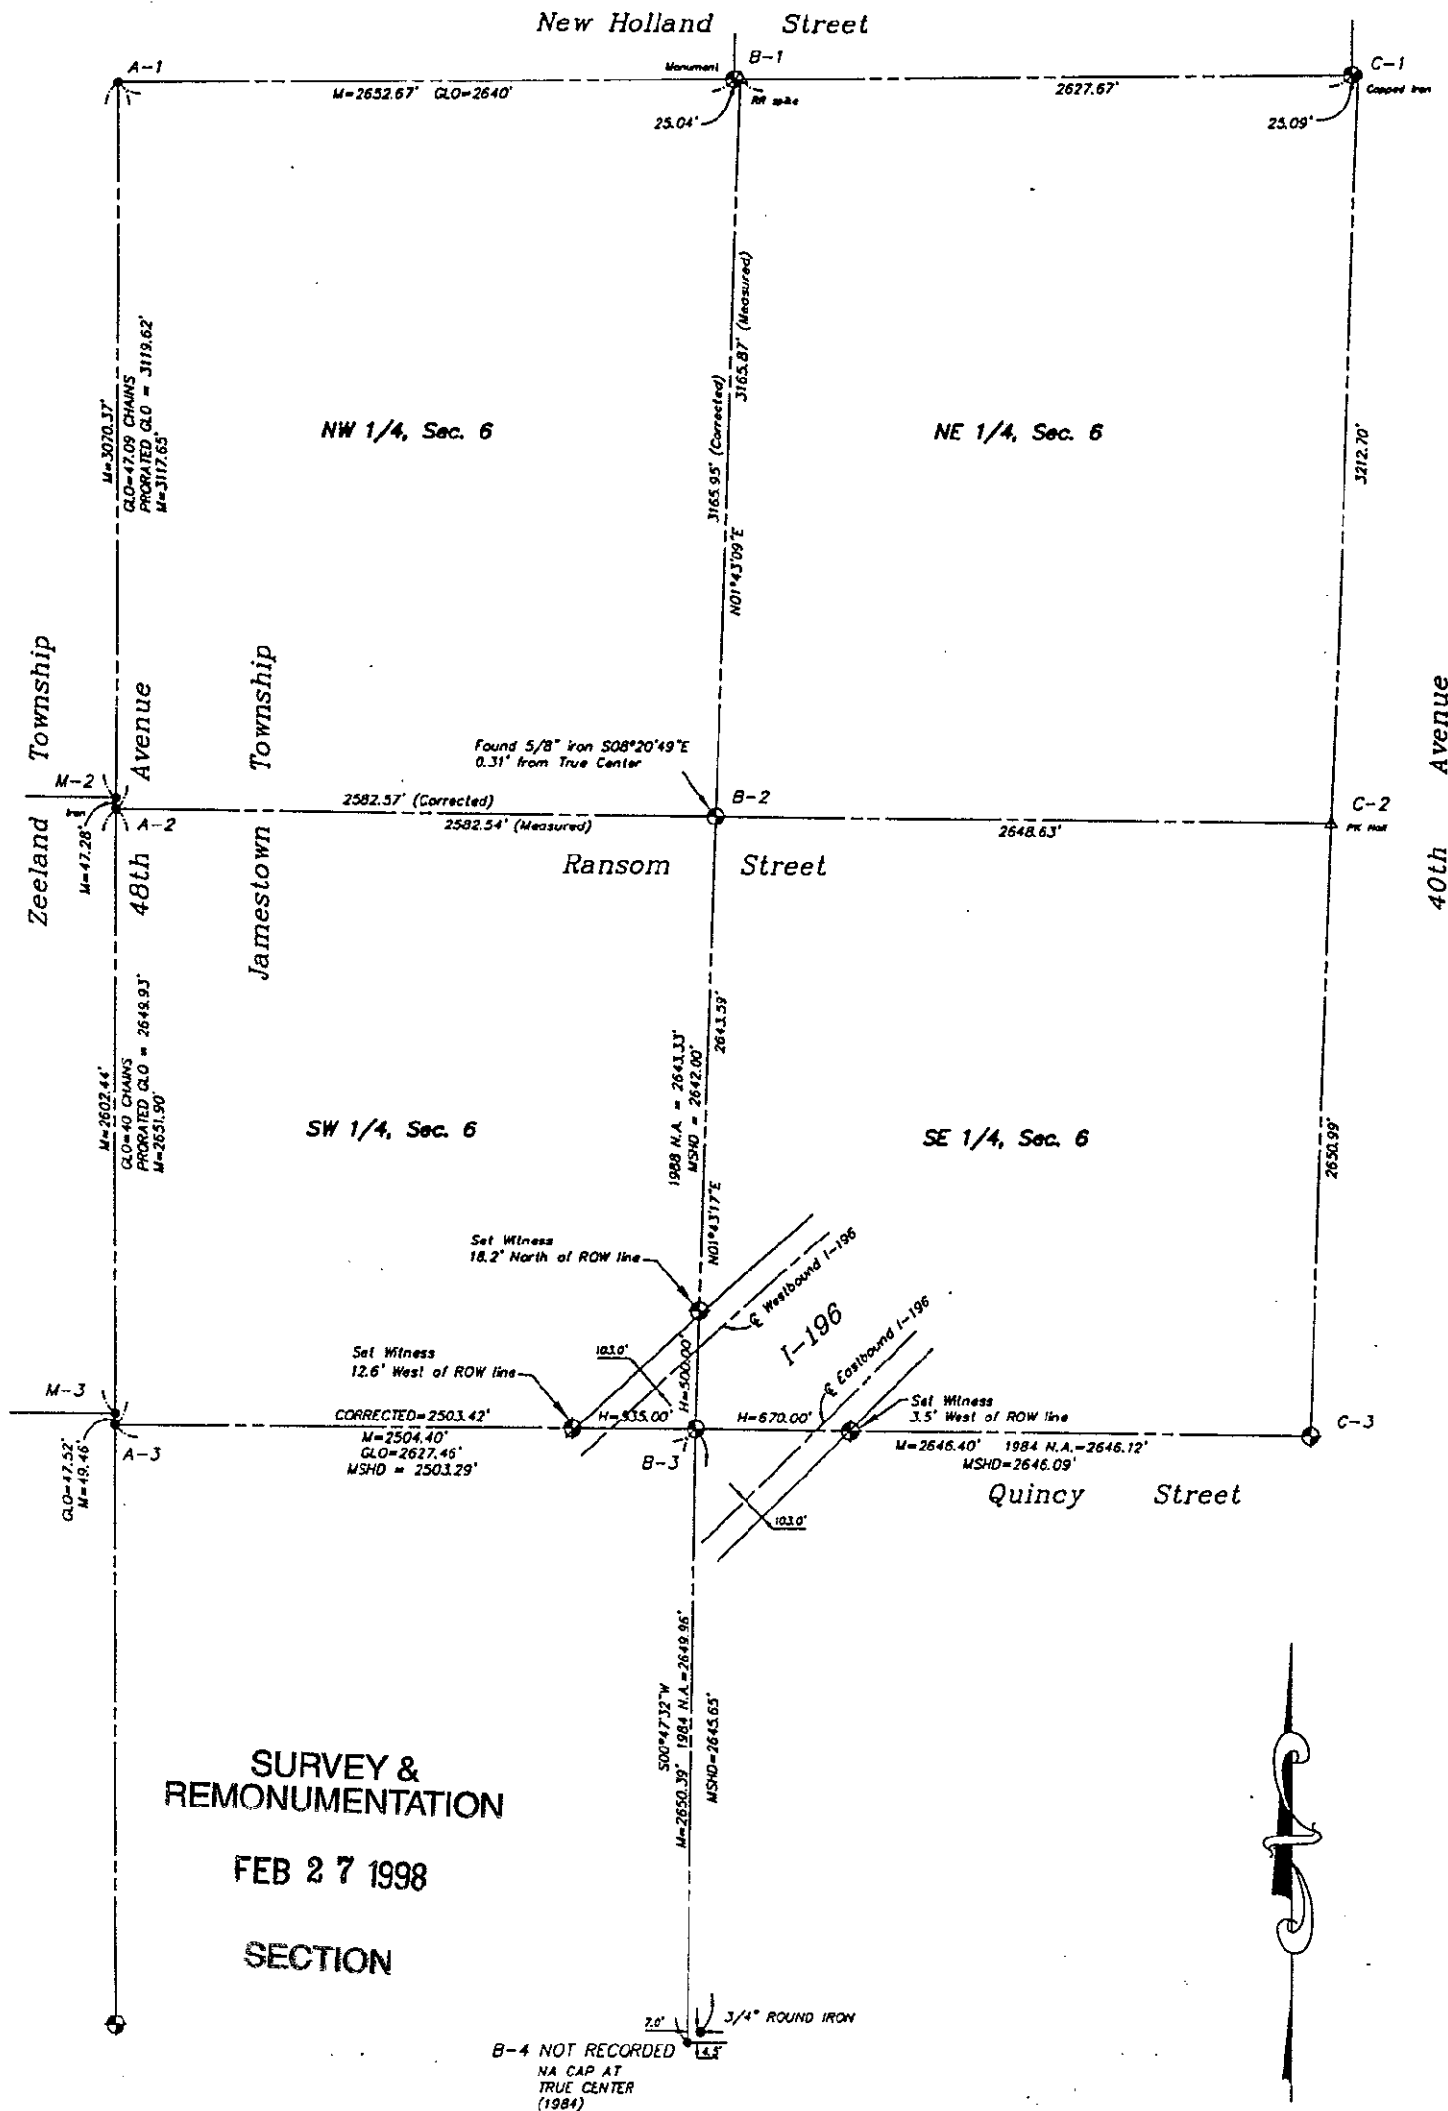 New Holland Street
A-1
Monument
B-1
C-1
M=2652.67' GLO=2640'
RR spike
2627.67'
Capped Iron
25.04'
25.09'
3165.87' (Measured)
3165.95' (Corrected)
N01°43'09"E
M=3070.37'
GLO=47.09 CHAINS
PRORATED GLO = 3119.62'
M=3117.65'
NW 1/4, Sec. 6
NE 1/4, Sec. 6
3212.70'
Zeeland Township
48th Avenue
Jamestown Township
40th Avenue
Found 5/8" iron S08°20'49"E
0.31' from True Center
M-2
Iron
A-2
M=47.28'
2582.57' (Corrected)
2582.54' (Measured)
B-2
2648.63'
C-2
PK Nail
Ransom Street
M=2602.44'
GLO=40 CHAINS
PRORATED GLO = 2649.93'
M=2651.90'
2643.59'
1988 N.A. = 2643.33'
MSHD = 2642.00'
N01°43'17"E
SW 1/4, Sec. 6
SE 1/4, Sec. 6
2650.99'
Set Witness
18.2' North of ROW line
℄ Westbound I-196
I-196
℄ Eastbound I-196
Set Witness
12.6' West of ROW line
103.0'
H=500.00'
Set Witness
3.5' West of ROW line
M-3
A-3
GLO=47.52'
M=49.46'
CORRECTED=2503.42'
M=2504.40'
GLO=2627.46'
MSHD = 2503.29'
H=535.00'
H=670.00'
B-3
M=2646.40' 1984 N.A.=2646.12'
MSHD=2646.09'
C-3
Quincy Street
103.0'
S00°47'32"W
M=2650.39' 1984 N.A.=2649.96'
MSHD=2645.65'
SURVEY &
REMONUMENTATION
FEB 27 1998
SECTION
7.0'
3/4" ROUND IRON
14.5'
B-4 NOT RECORDED
NA CAP AT
TRUE CENTER
(1984)